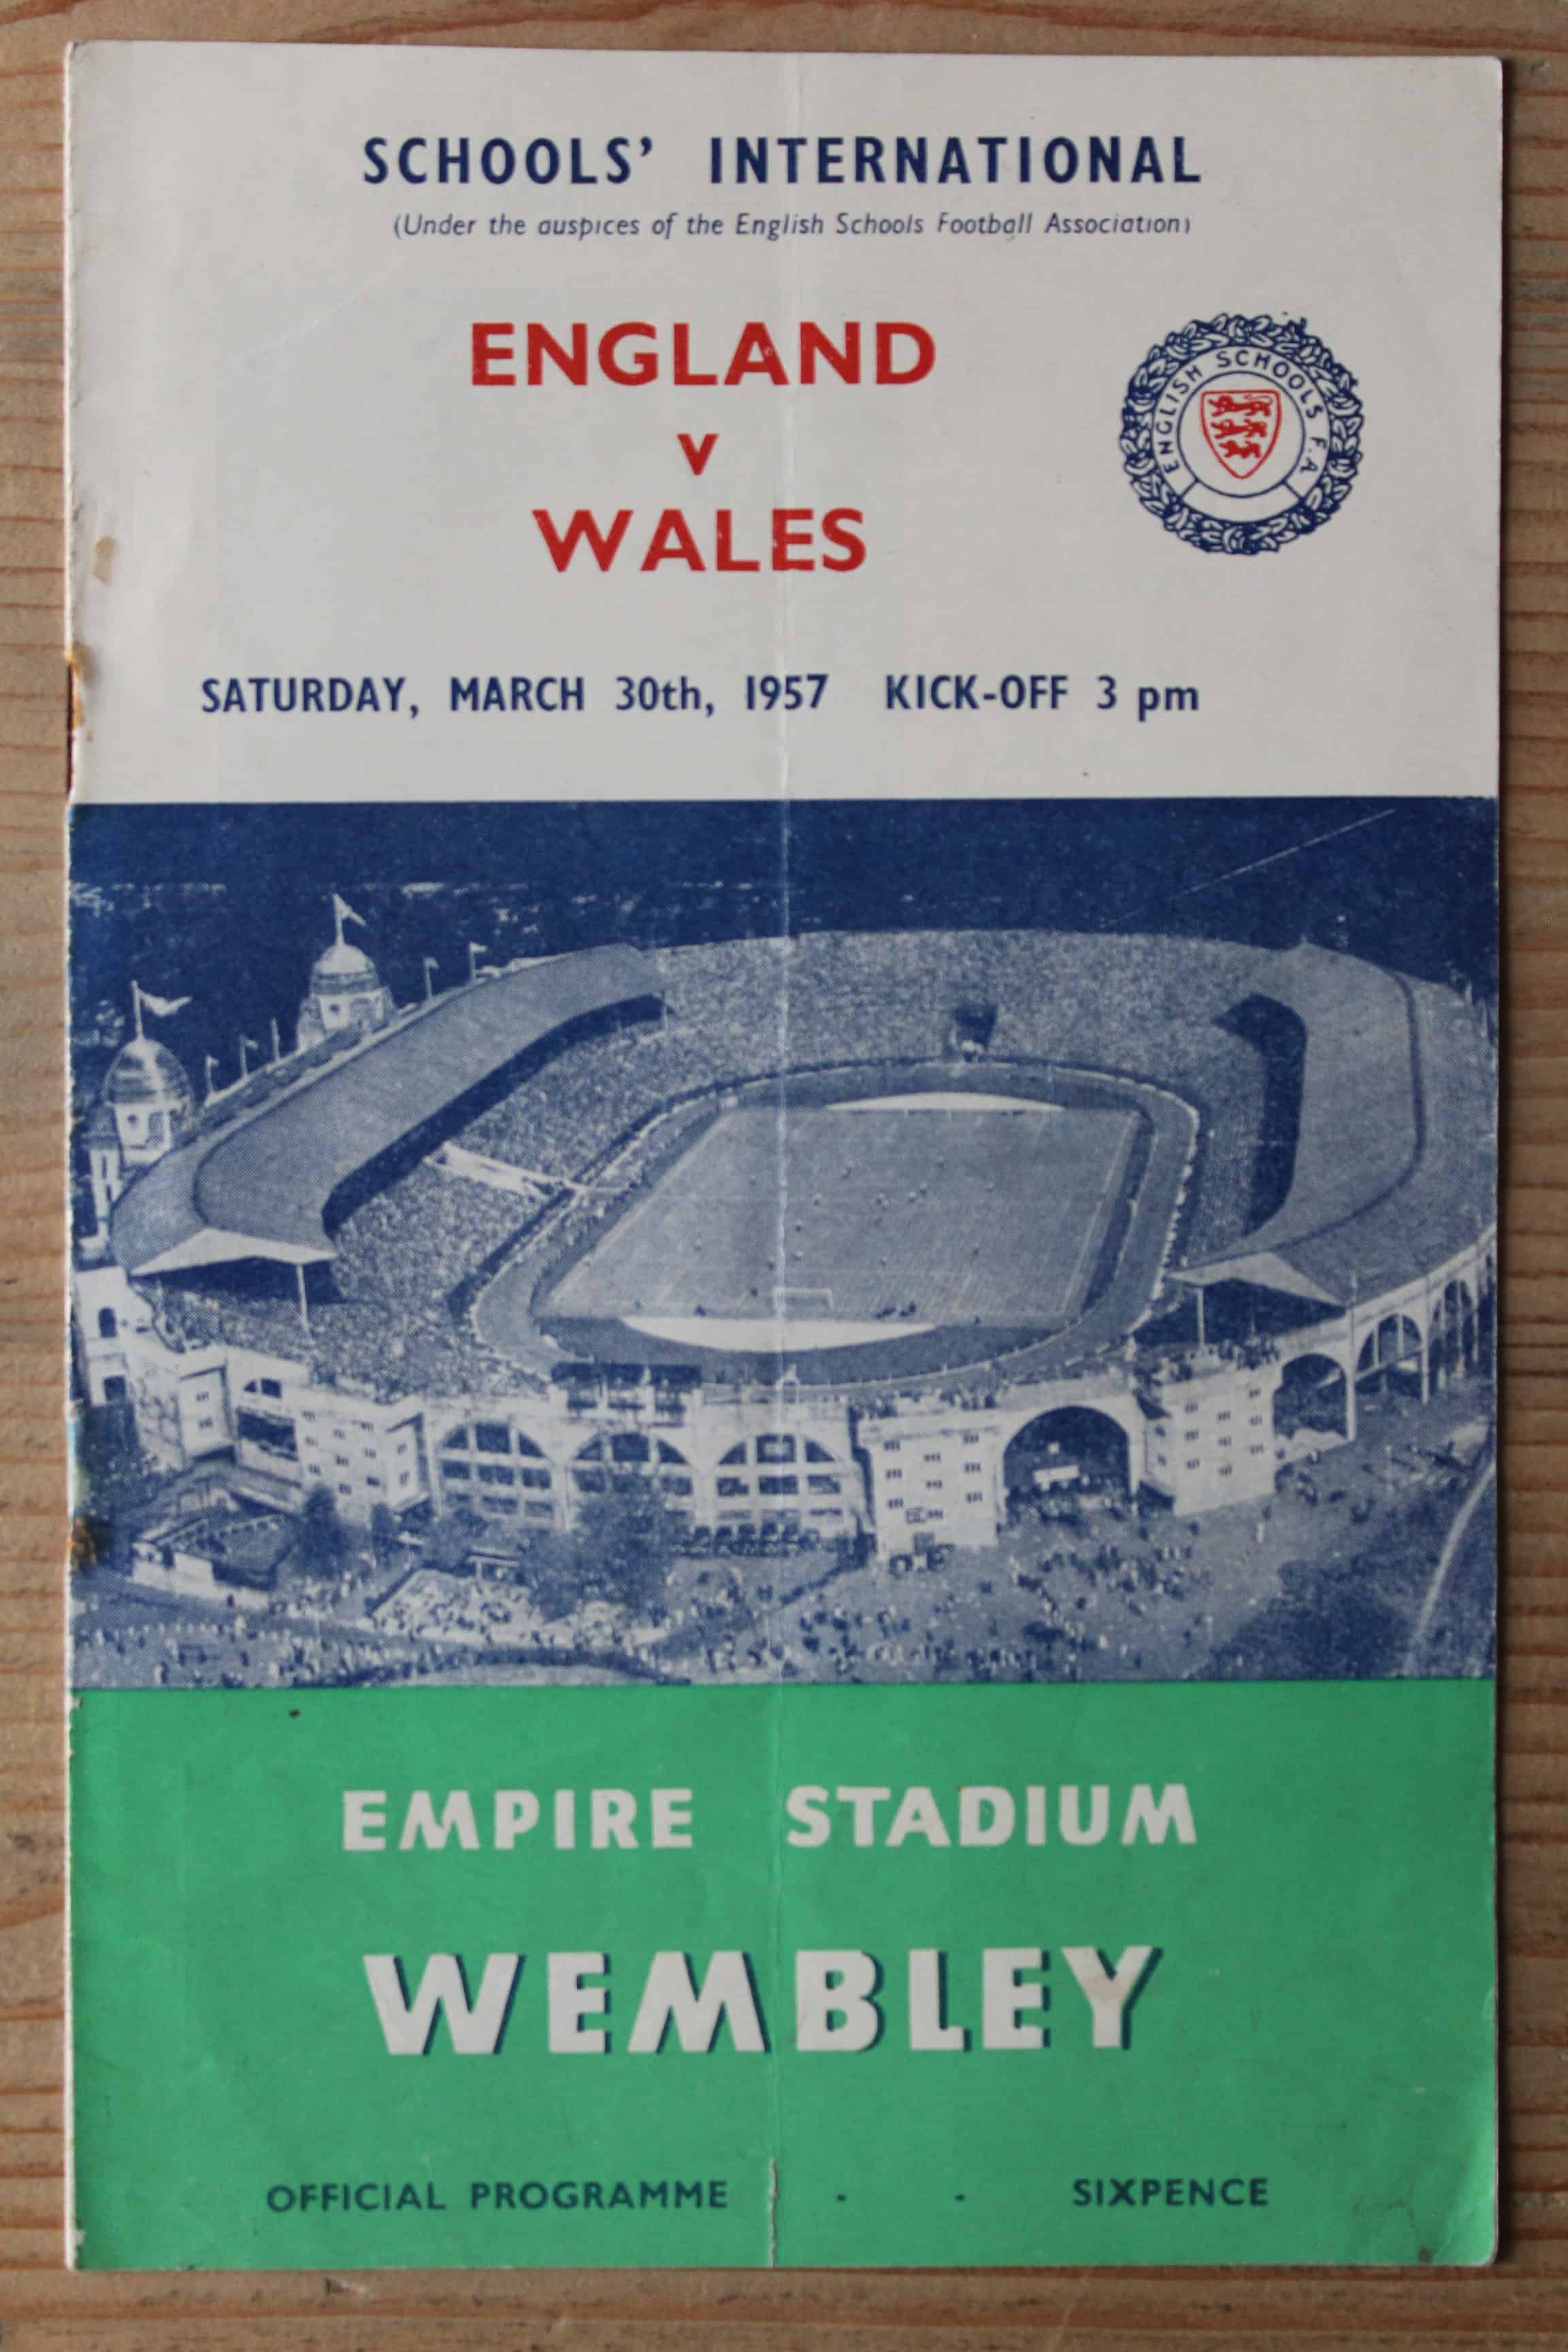 SCHOOLS' INTERNATIONAL
(Under the auspices of the English Schools Football Association)
ENGLAND
v
WALES
ENGLISH SCHOOLS F.A
SATURDAY, MARCH 30th, 1957 KICK-OFF 3 pm
EMPIRE STADIUM
WEMBLEY
OFFICIAL PROGRAMME - - SIXPENCE